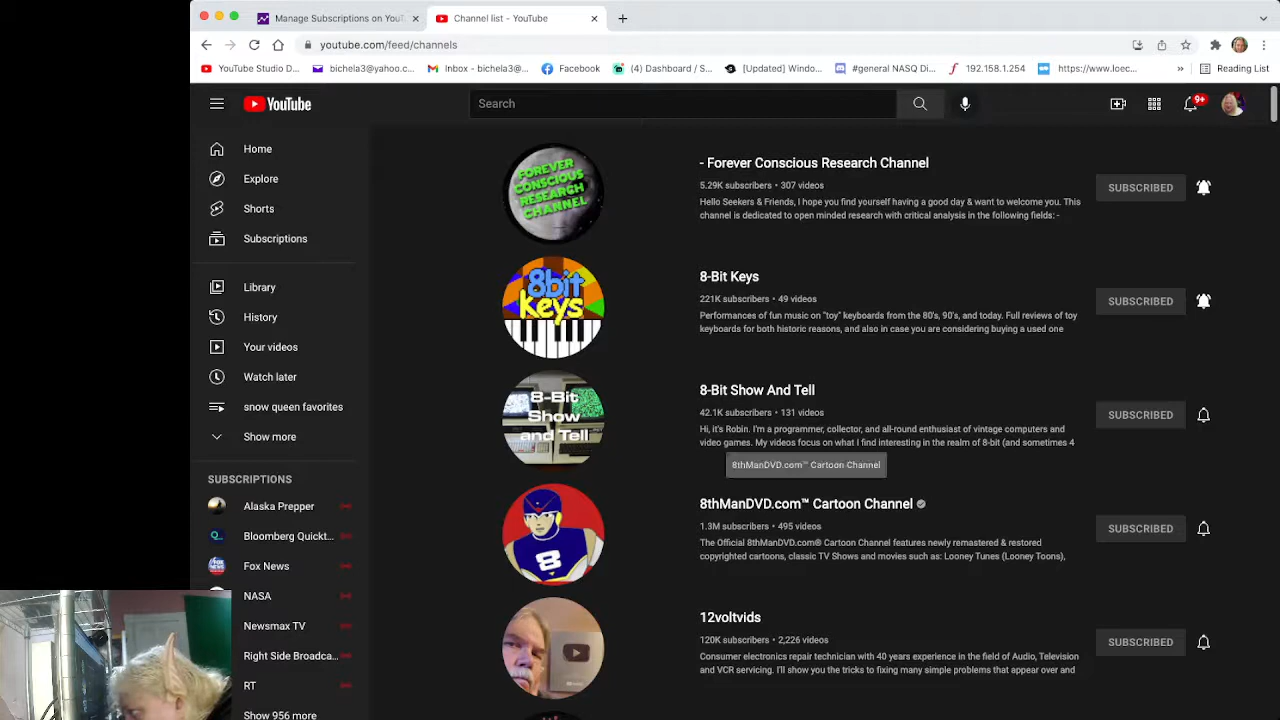 Manage Subscriptions on YouT
Channel list - YouTube
youtube.com/feed/channels
YouTube Studio D...
bichela3@yahoo.c...
Inbox - bichela3@...
Facebook
(4) Dashboard / S...
[Updated] Windo...
#general NASQ Di...
192.158.1.254
https://www.loec...
»
Reading List
YouTube
Search
9+
Home
Explore
Shorts
Subscriptions
Library
History
Your videos
Watch later
snow queen favorites
Show more
SUBSCRIPTIONS
Alaska Prepper
Bloomberg Quickt...
Fox News
NASA
Newsmax TV
Right Side Broadca...
RT
Show 956 more
FOREVER
CONSCIOUS
RESEARCH
CHANNEL
- Forever Conscious Research Channel
5.29K subscribers • 307 videos
Hello Seekers & Friends, I hope you find yourself having a good day & want to welcome you. This
channel is dedicated to open minded research with critical analysis in the following fields: -
SUBSCRIBED
8bit
keys
8-Bit Keys
221K subscribers • 49 videos
Performances of fun music on "toy" keyboards from the 80's, 90's, and today. Full reviews of toy
keyboards for both historic reasons, and also in case you are considering buying a used one
SUBSCRIBED
8-Bit
Show
and Tell
8-Bit Show And Tell
42.1K subscribers • 131 videos
Hi, it's Robin. I'm a programmer, collector, and all-round enthusiast of vintage computers and
video games. My videos focus on what I find interesting in the realm of 8-bit (and sometimes 4
SUBSCRIBED
8thManDVD.com™ Cartoon Channel
8
8thManDVD.com™ Cartoon Channel
1.3M subscribers • 495 videos
The Official 8thManDVD.com® Cartoon Channel features newly remastered & restored
copyrighted cartoons, classic TV Shows and movies such as: Looney Tunes (Looney Toons),
SUBSCRIBED
12voltvids
120K subscribers • 2,226 videos
Consumer electronics repair technician with 40 years experience in the field of Audio, Television
and VCR servicing. I'll show you the tricks to fixing many simple problems that appear over and
SUBSCRIBED